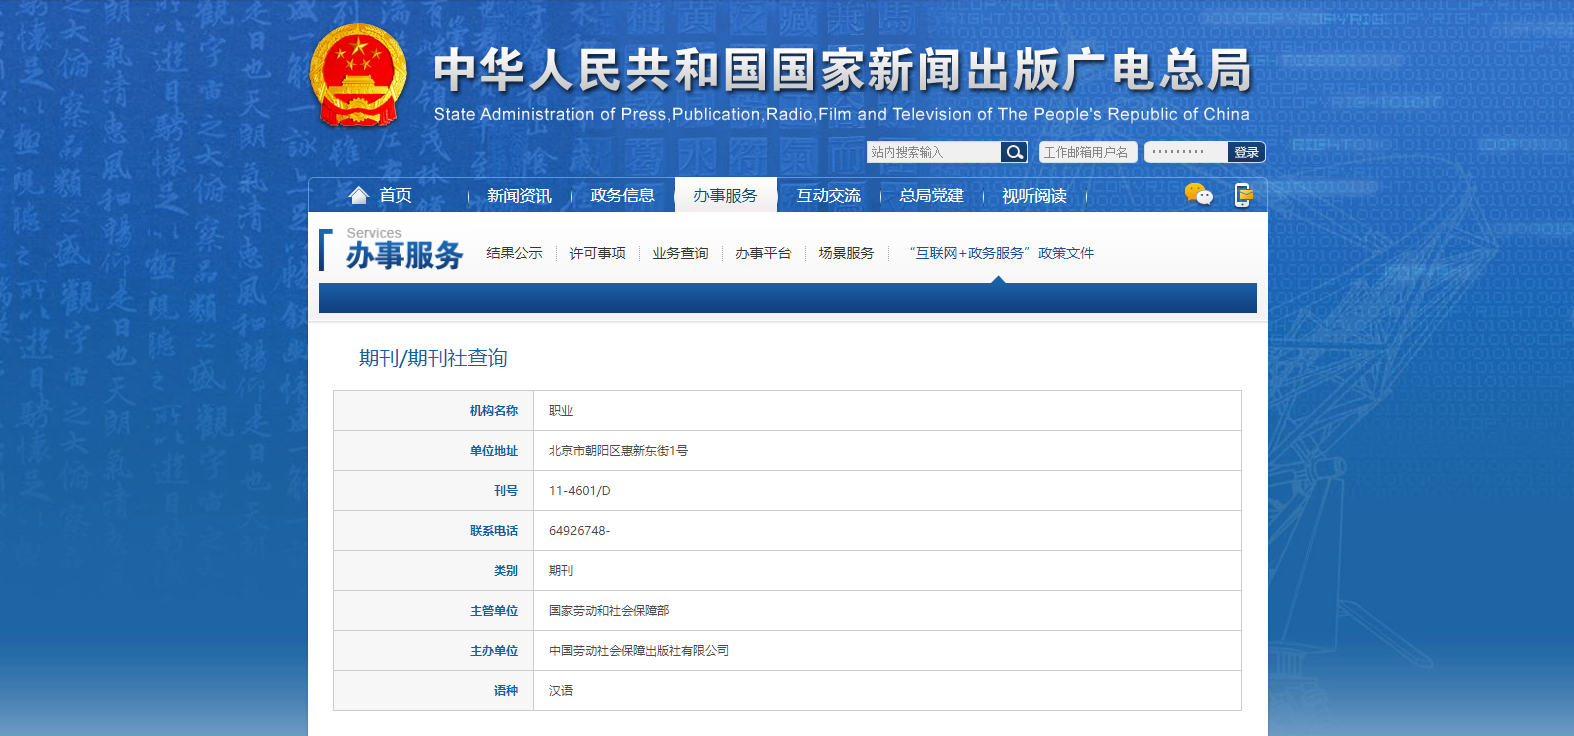 中华人民共和国国家新闻出版广电总局
State Administration of Press,Publication,Radio,Film and Television of The People's Republic of China
站内搜索输入 工作邮箱用户名 ········· 登录
首页 新闻资讯 政务信息 办事服务 互动交流 总局党建 视听阅读
Services
办事服务 结果公示 许可事项 业务查询 办事平台 场景服务 “互联网+政务服务”政策文件
期刊/期刊社查询
机构名称 职业
单位地址 北京市朝阳区惠新东街1号
刊号 11-4601/D
联系电话 64926748-
类别 期刊
主管单位 国家劳动和社会保障部
主办单位 中国劳动社会保障出版社有限公司
语种 汉语